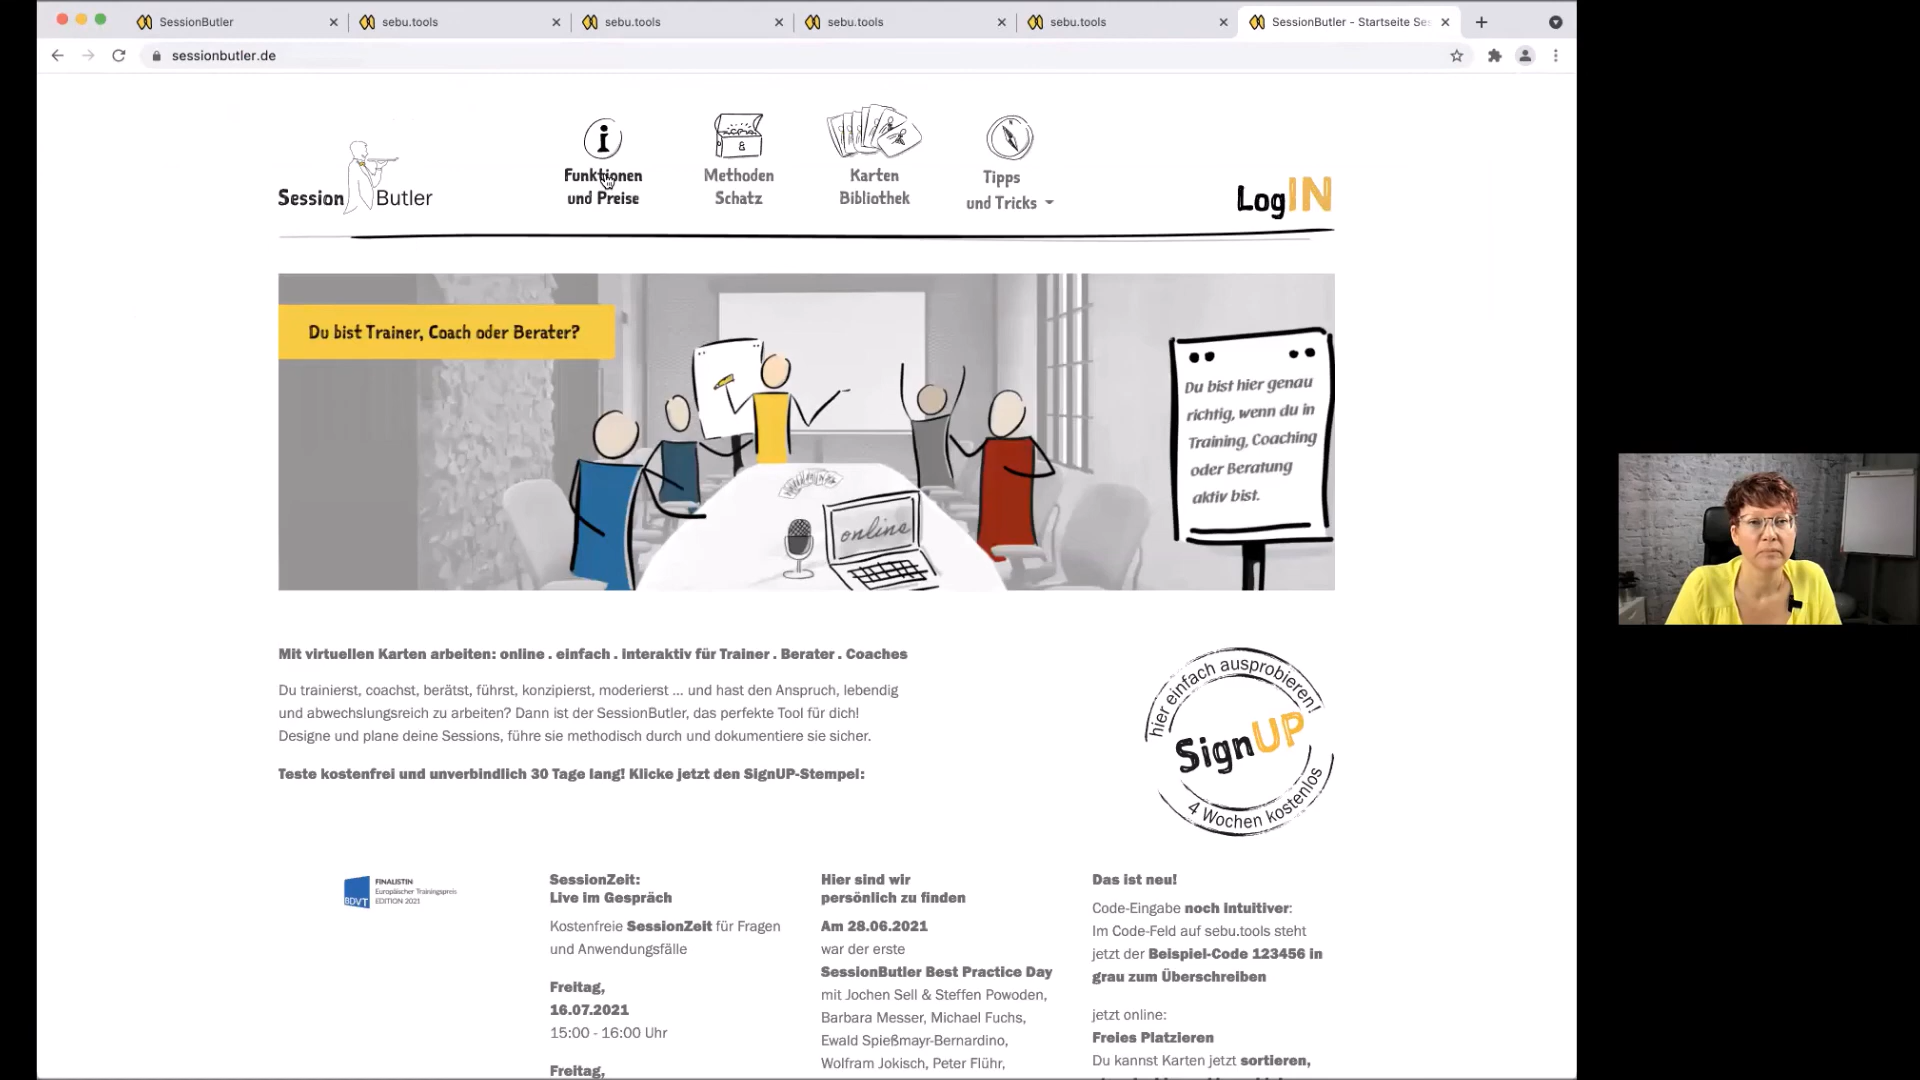 SessionButler
sebu.tools
sebu.tools
sebu.tools
sebu.tools
SessionButler - Startseite Se
sessionbutler.de
Session Butler
Funktionen
und Preise
Methoden
Schatz
Karten
Bibliothek
Tipps
und Tricks
LogIN
Du bist Trainer, Coach oder Berater?
online
Du bist hier genau
richtig, wenn du in
Training, Coaching
oder Beratung
aktiv bist.
Mit virtuellen Karten arbeiten: online . einfach . interaktiv für Trainer . Berater . Coaches
Du trainierst, coachst, berätst, führst, konzipierst, moderierst ... und hast den Anspruch, lebendig
und abwechslungsreich zu arbeiten? Dann ist der SessionButler, das perfekte Tool für dich!
Designe und plane deine Sessions, führe sie methodisch durch und dokumentiere sie sicher.
Teste kostenfrei und unverbindlich 30 Tage lang! Klicke jetzt den SignUP-Stempel:
hier einfach ausprobieren!
SignUP
4 Wochen kostenlos
BDVT
FINALISTIN
Europäischer Trainingspreis
EDITION 2021
SessionZeit:
Live im Gespräch
Kostenfreie SessionZeit für Fragen
und Anwendungsfälle
Freitag,
16.07.2021
15:00 - 16:00 Uhr
Freitag,
Hier sind wir
persönlich zu finden
Am 28.06.2021
war der erste
SessionButler Best Practice Day
mit Jochen Sell & Steffen Powoden,
Barbara Messer, Michael Fuchs,
Ewald Spießmayr-Bernardino,
Wolfram Jokisch, Peter Flühr,
Das ist neu!
Code-Eingabe noch intuitiver:
Im Code-Feld auf sebu.tools steht
jetzt der Beispiel-Code 123456 in
grau zum Überschreiben
jetzt online:
Freies Platzieren
Du kannst Karten jetzt sortieren,